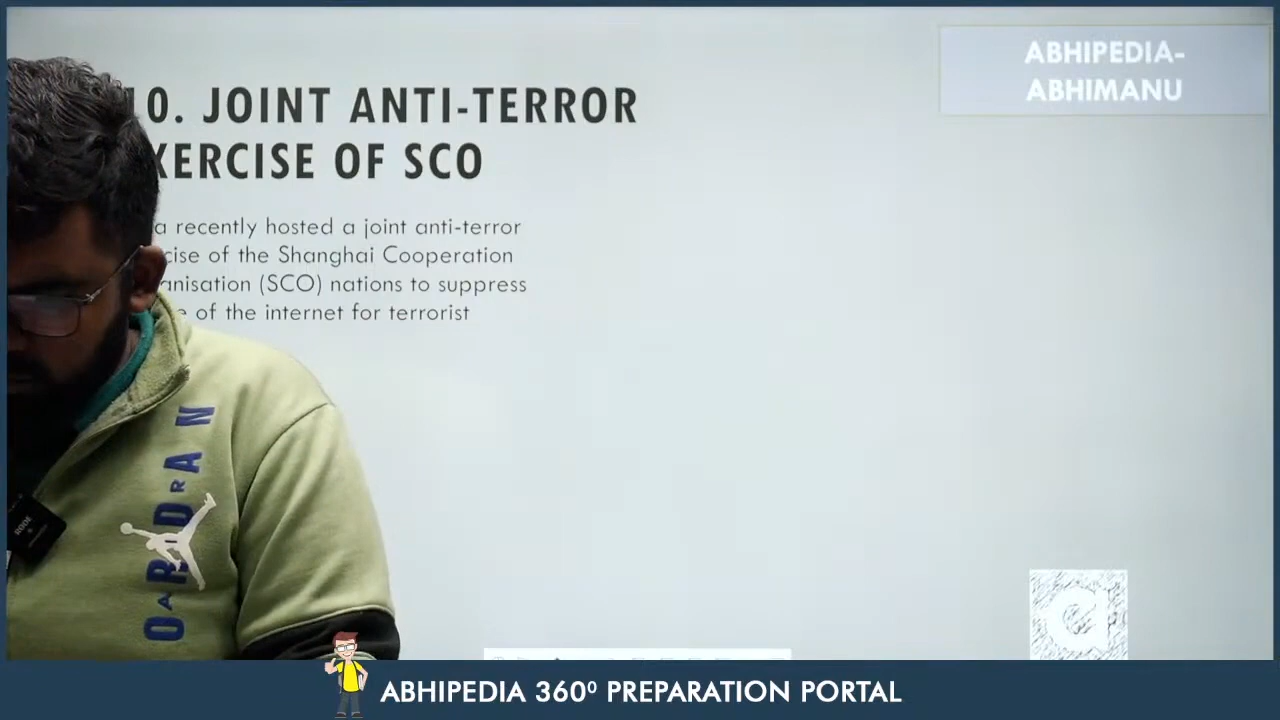 ABHIPEDIA-
ABHIMANU
10. JOINT ANTI-TERROR
XERCISE OF SCO
a recently hosted a joint anti-terror
cise of the Shanghai Cooperation
anisation (SCO) nations to suppress
e of the internet for terrorist
RODE
ABHIPEDIA 360⁰ PREPARATION PORTAL